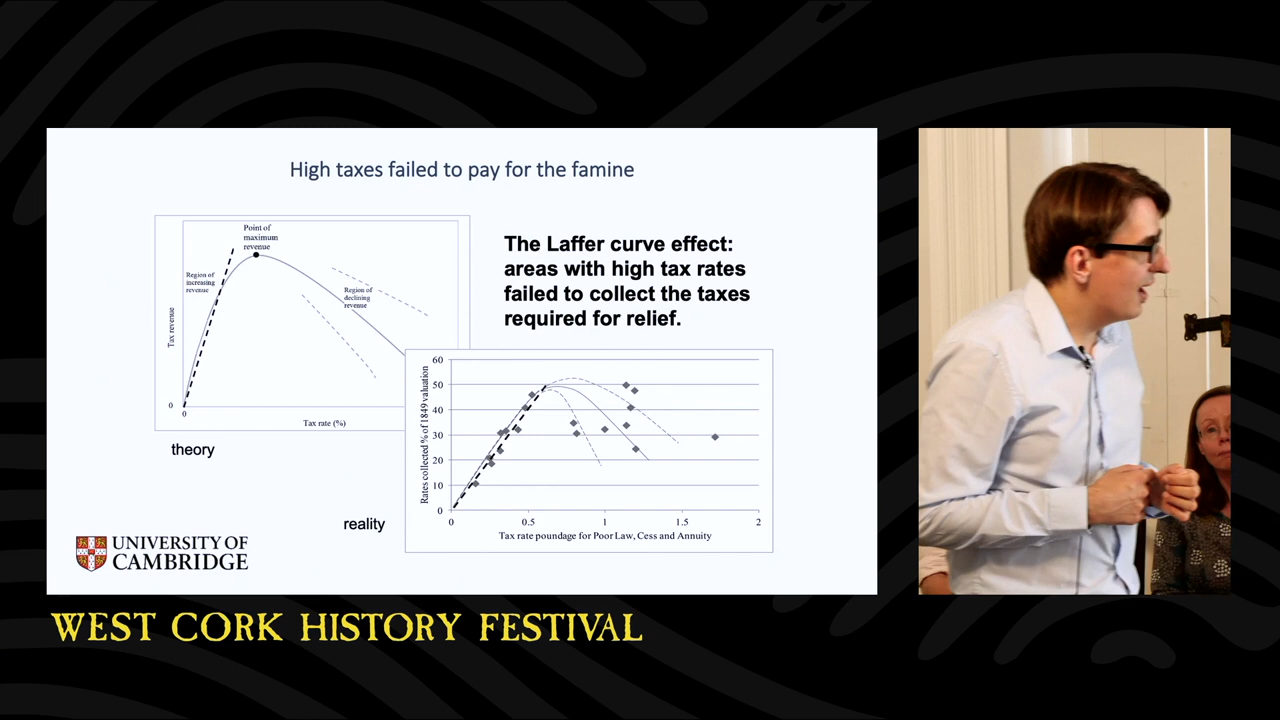 High taxes failed to pay for the famine
Point of
maximum
revenue
Region of
increasing
revenue
Region of
declining
revenue
Tax revenue
0
0
Tax rate (%)
theory
The Laffer curve effect:
areas with high tax rates
failed to collect the taxes
required for relief.
Rates collected % of 1849 valuation
60
50
40
30
20
10
0
0
0.5
1
1.5
2
Tax rate poundage for Poor Law, Cess and Annuity
reality
UNIVERSITY OF
CAMBRIDGE
WEST CORK HISTORY FESTIVAL